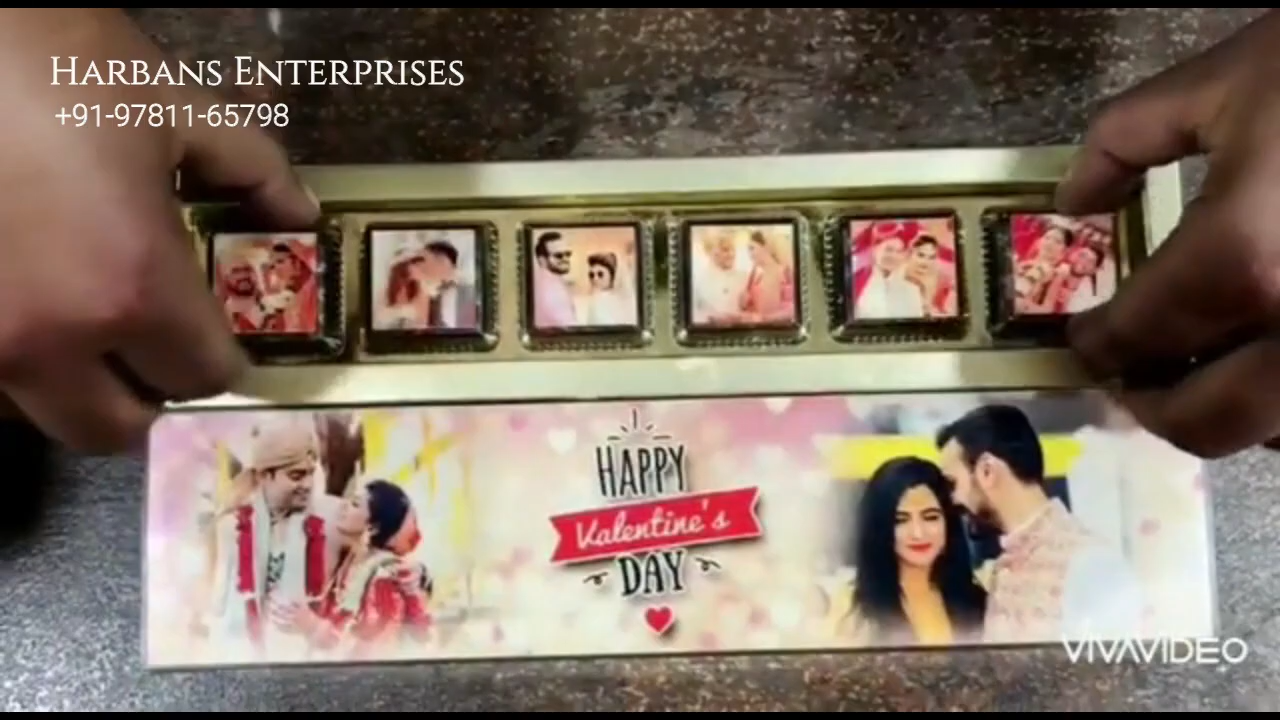 HARBANS ENTERPRISES
+91-97811-65798
HAPPY
Valentine's
DAY
VIVAVIDEO